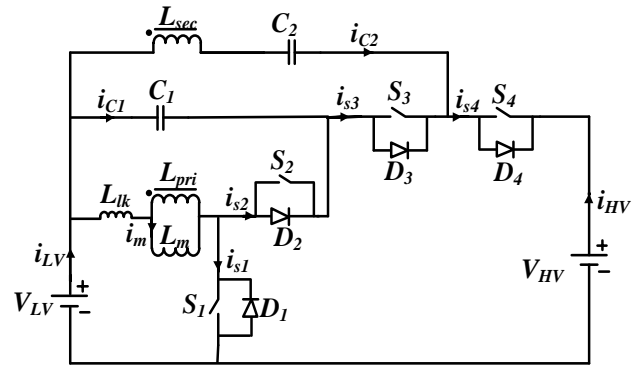 L_sec C_2 i_C2
i_C1 C_1 i_s3 S_3 i_s4 S_4
D_3 D_4
L_lk L_pri i_s2 S_2
i_m L_m D_2 i_HV
i_LV i_s1
V_LV + - S_1 D_1 V_HV + -